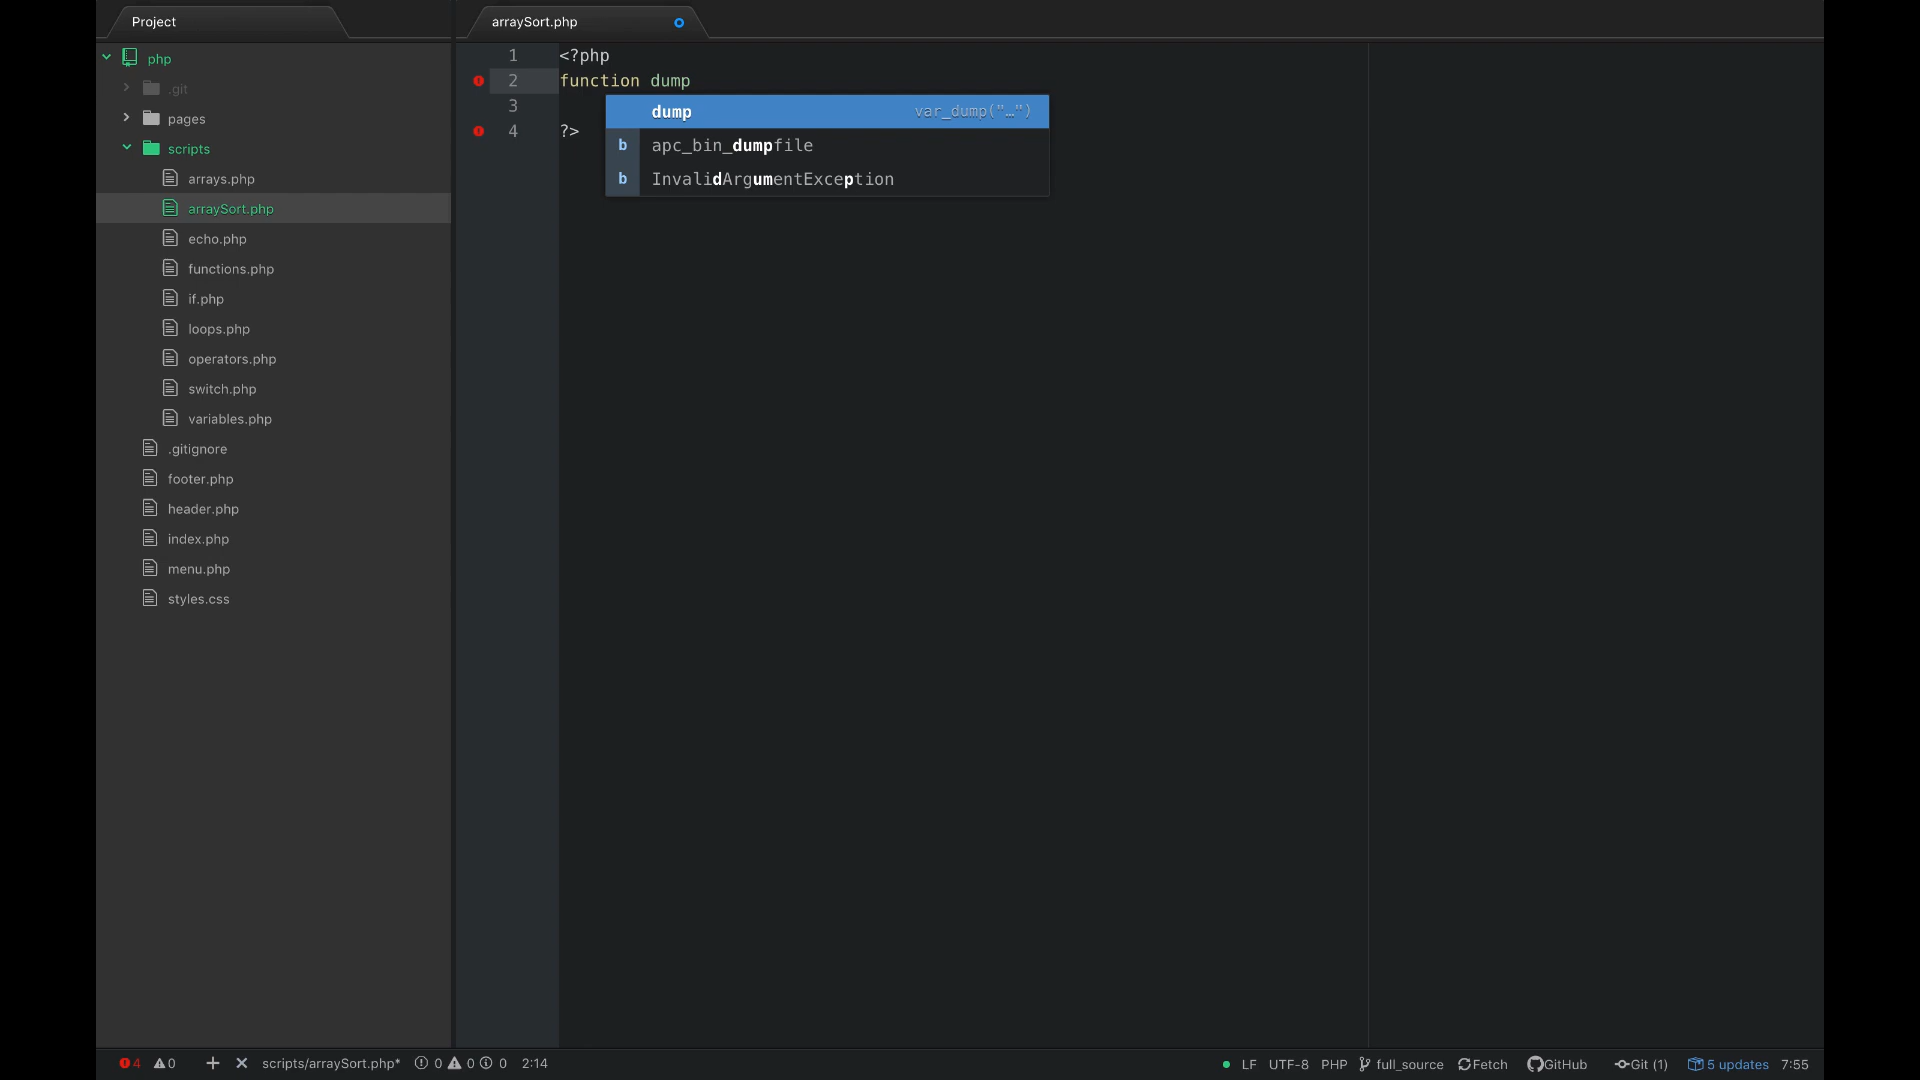 Project
php
.git
pages
scripts
arrays.php
arraySort.php
echo.php
functions.php
if.php
loops.php
operators.php
switch.php
variables.php
.gitignore
footer.php
header.php
index.php
menu.php
styles.css
arraySort.php
1 <?php
2 function dump
3
4 ?>
dump var_dump("…")
b apc_bin_dumpfile
b InvalidArgumentException
4 0 + × scripts/arraySort.php* 0 0 0 2:14
LF UTF-8 PHP full_source Fetch GitHub Git (1) 5 updates 7:55